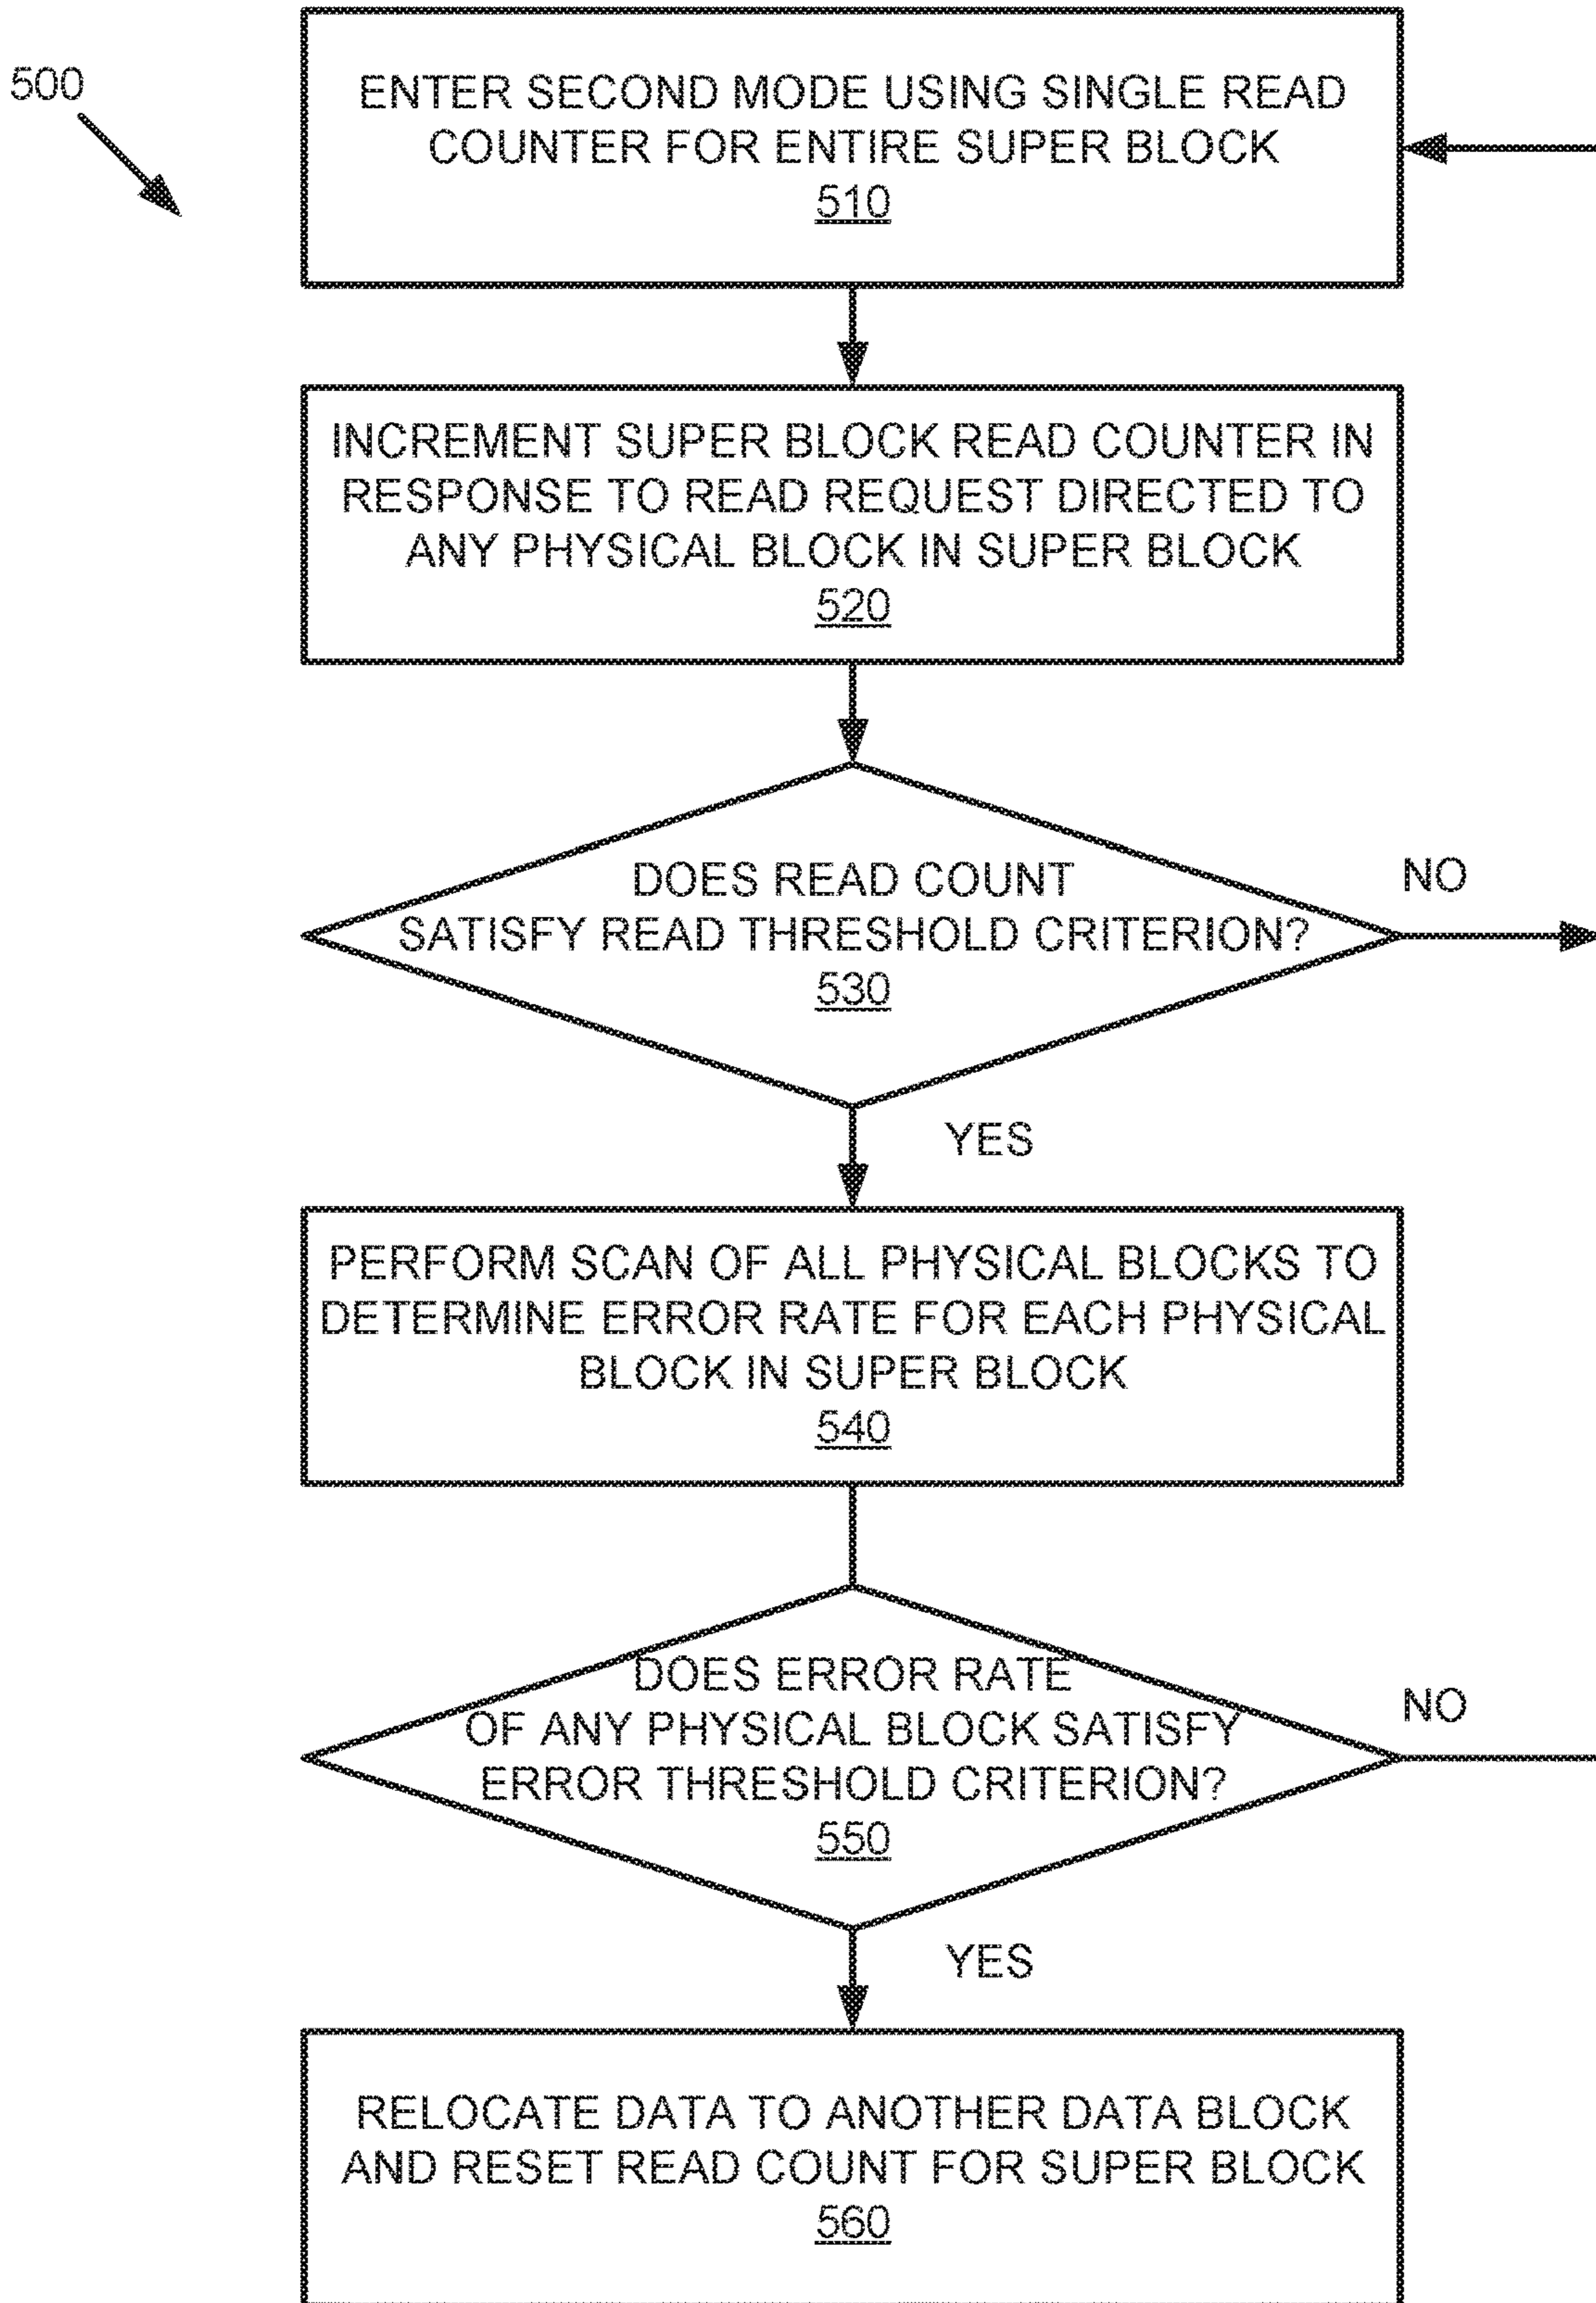 500
ENTER SECOND MODE USING SINGLE READ
COUNTER FOR ENTIRE SUPER BLOCK
510
INCREMENT SUPER BLOCK READ COUNTER IN
RESPONSE TO READ REQUEST DIRECTED TO
ANY PHYSICAL BLOCK IN SUPER BLOCK
520
DOES READ COUNT
SATISFY READ THRESHOLD CRITERION?
530
NO
YES
PERFORM SCAN OF ALL PHYSICAL BLOCKS TO
DETERMINE ERROR RATE FOR EACH PHYSICAL
BLOCK IN SUPER BLOCK
540
DOES ERROR RATE
OF ANY PHYSICAL BLOCK SATISFY
ERROR THRESHOLD CRITERION?
550
NO
YES
RELOCATE DATA TO ANOTHER DATA BLOCK
AND RESET READ COUNT FOR SUPER BLOCK
560